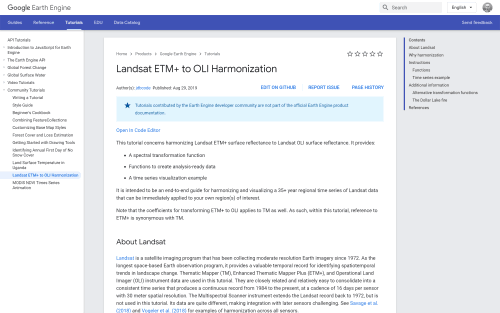 Google Earth Engine
Search
English
Guides Reference Tutorials EDU Data Catalog
Send feedback
API Tutorials
Introduction to JavaScript for Earth
Engine
The Earth Engine API
Global Forest Change
Global Surface Water
Video Tutorials
Community Tutorials
Writing a Tutorial
Style Guide
Beginner's Cookbook
Combining FeatureCollections
Customizing Base Map Styles
Forest Cover and Loss Estimation
Getting Started with Drawing Tools
Identifying Annual First Day of No
Snow Cover
Land Surface Temperature in
Uganda
Landsat ETM+ to OLI Harmonization
MODIS NDVI Times Series
Animation
Home > Products > Google Earth Engine > Tutorials
Landsat ETM+ to OLI Harmonization
Author(s): jdbcode Published: Aug 29, 2019
EDIT ON GITHUB REPORT ISSUE PAGE HISTORY
Tutorials contributed by the Earth Engine developer community are not part of the official Earth Engine product
documentation.
Open In Code Editor
This tutorial concerns harmonizing Landsat ETM+ surface reflectance to Landsat OLI surface reflectance. It provides:
• A spectral transformation function
• Functions to create analysis-ready data
• A time series visualization example
It is intended to be an end-to-end guide for harmonizing and visualizing a 35+ year regional time series of Landsat data
that can be immediately applied to your own region(s) of interest.
Note that the coefficients for transforming ETM+ to OLI applies to TM as well. As such, within this tutorial, reference to
ETM+ is synonymous with TM.
About Landsat
Landsat is a satellite imaging program that has been collecting moderate resolution Earth imagery since 1972. As the
longest space-based Earth observation program, it provides a valuable temporal record for identifying spatiotemporal
trends in landscape change. Thematic Mapper (TM), Enhanced Thematic Mapper Plus (ETM+), and Operational Land
Imager (OLI) instrument data are used in this tutorial. They are closely related and relatively easy to consolidate into a
consistent time series that produces a continuous record from 1984 to the present, at a cadence of 16 days per sensor
with 30 meter spatial resolution. The Multispectral Scanner instrument extends the Landsat record back to 1972, but is
not used in this tutorial. Its data are quite different, making integration with later sensors challenging. See Savage et al.
(2018) and Vogeler et al. (2018) for examples of harmonization across all sensors.
Contents
About Landsat
Why harmonization
Instructions
Functions
Time series example
Additional information
Alternative transformation functions
The Dollar Lake fire
References